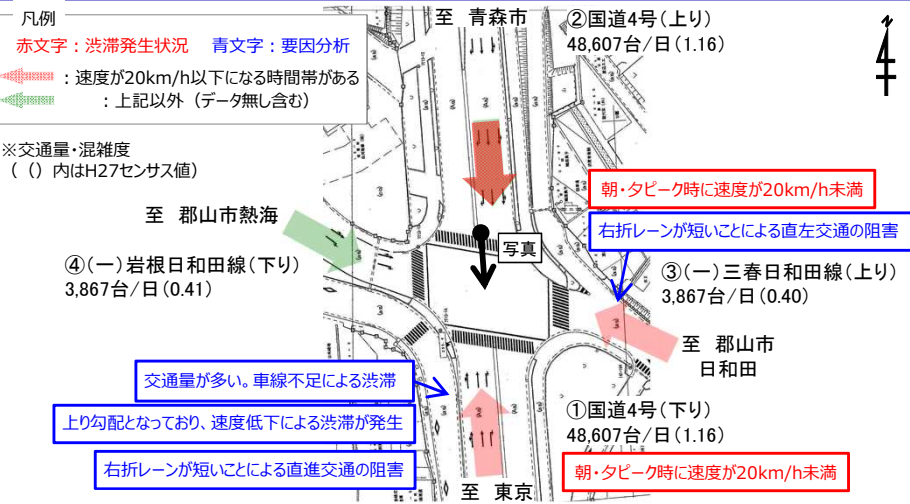 凡例
赤文字：渋滞発生状況　青文字：要因分析
：速度が20km/h以下になる時間帯がある
：上記以外（データ無し含む）
※交通量・混雑度
（（）内はH27センサス値）
至 青森市
②国道4号（上り）
48,607台/日（1.16）
朝・夕ピーク時に速度が20km/h未満
右折レーンが短いことによる直左交通の阻害
至 郡山市熱海
写真
④（一）岩根日和田線（下り）
3,867台/日（0.41）
③（一）三春日和田線（上り）
3,867台/日（0.40）
至 郡山市
日和田
交通量が多い。車線不足による渋滞
上り勾配となっており、速度低下による渋滞が発生
右折レーンが短いことによる直進交通の阻害
①国道4号（下り）
48,607台/日（1.16）
朝・夕ピーク時に速度が20km/h未満
至 東京